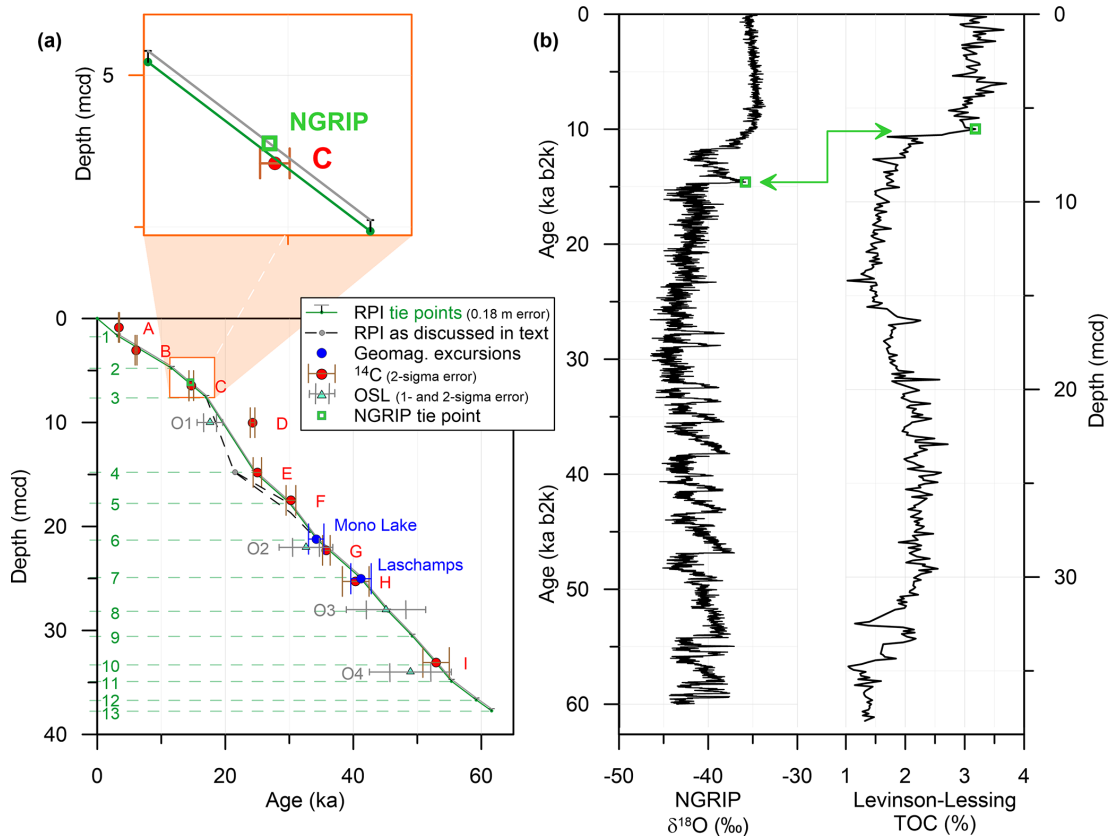 (a)
5
Depth (mcd)
NGRIP
C
RPI tie points (0.18 m error)
RPI as discussed in text
Geomag. excursions
14C (2-sigma error)
OSL (1- and 2-sigma error)
NGRIP tie point
0
10
20
30
40
Depth (mcd)
1
2
3
4
5
6
7
8
9
10
11
12
13
A
B
C
O1
D
E
F
Mono Lake
O2
G
Laschamps
H
O3
I
O4
0
20
40
60
Age (ka)
(b)
0
10
20
30
40
50
60
Age (ka b2k)
Age (ka b2k)
0
10
20
30
Depth (mcd)
-50
-40
-30
1
2
3
4
NGRIP
δ18O (‰)
Levinson-Lessing
TOC (%)